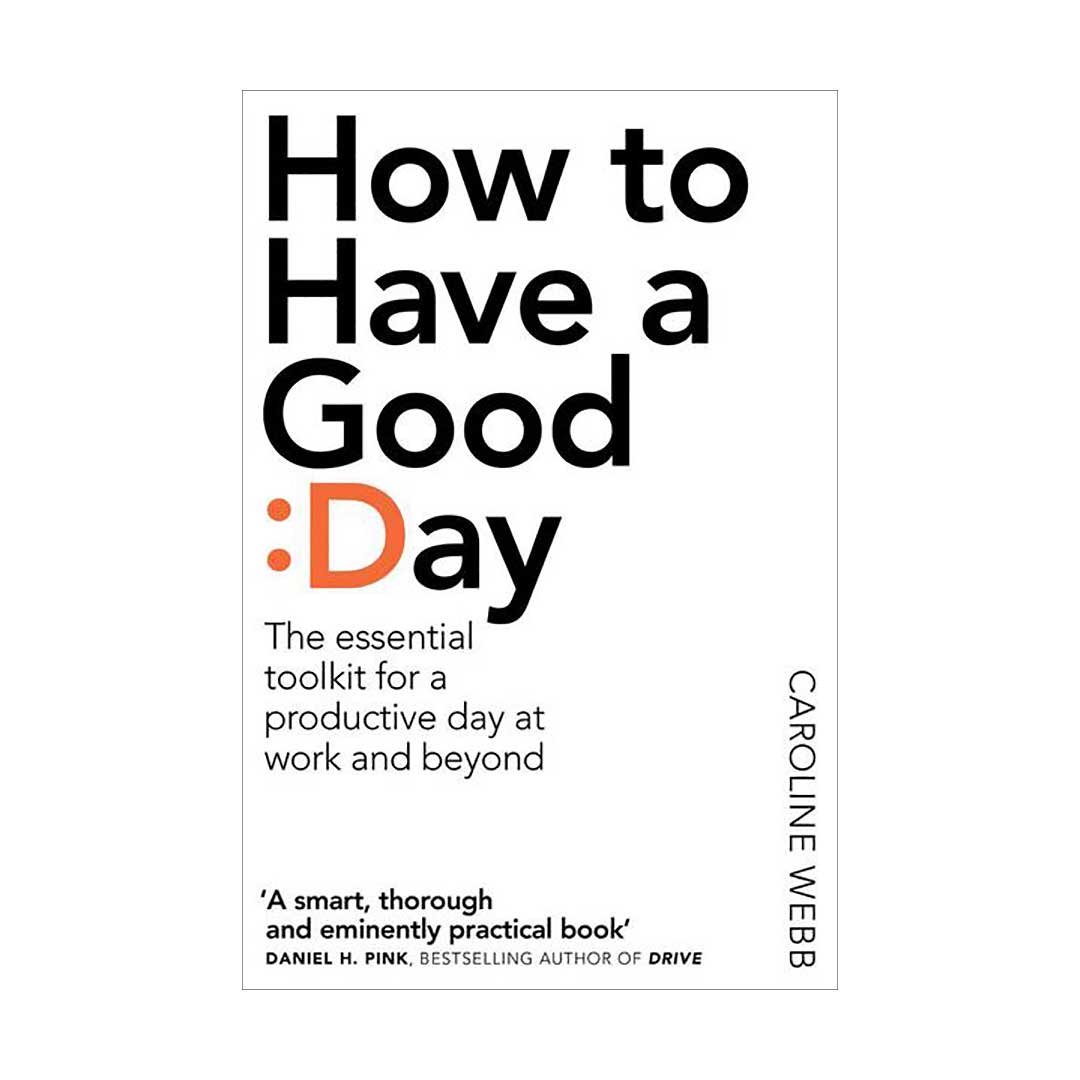 How to
Have a
Good
:Day
The essential
toolkit for a
productive day at
work and beyond
CAROLINE WEBB
‘A smart, thorough
and eminently practical book’
DANIEL H. PINK, BESTSELLING AUTHOR OF DRIVE